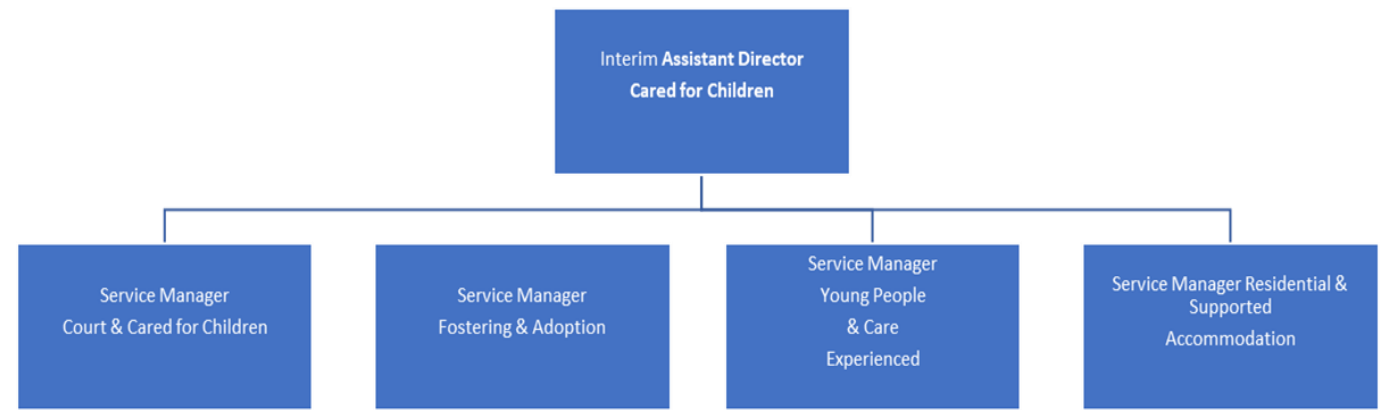 Interim Assistant Director
Cared for Children
Service Manager
Court & Cared for Children
Service Manager
Fostering & Adoption
Service Manager
Young People
& Care
Experienced
Service Manager Residential &
Supported
Accommodation